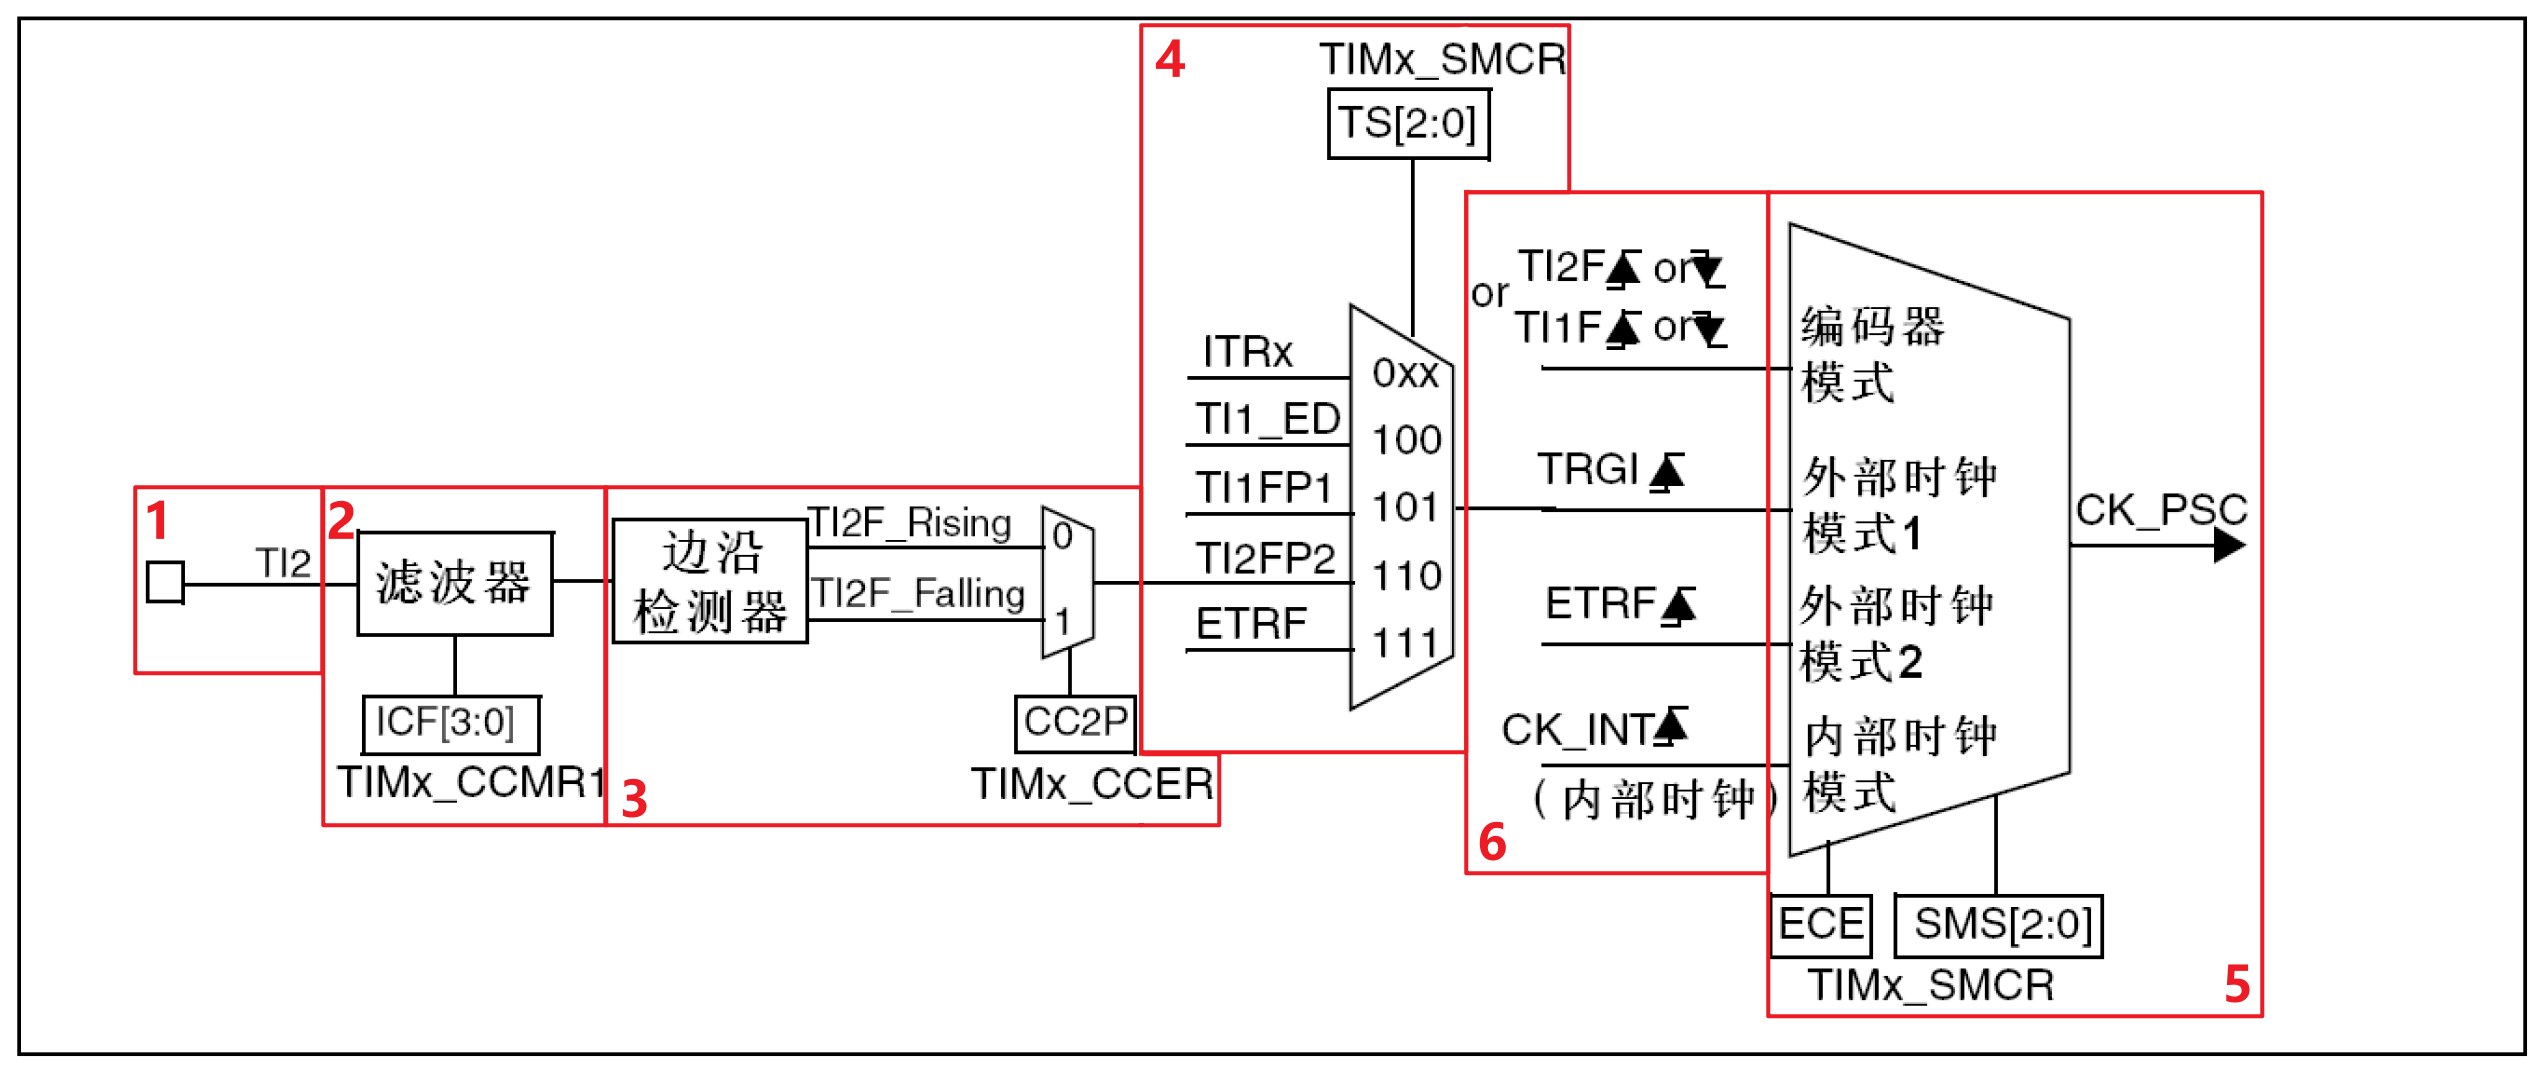 1
TI2
2
滤波器
ICF[3:0]
TIMx_CCMR1
3
边沿
检测器
TI2F_Rising
TI2F_Falling
0
1
CC2P
TIMx_CCER
4
TIMx_SMCR
TS[2:0]
ITRx
TI1_ED
TI1FP1
TI2FP2
ETRF
0xx
100
101
110
111
6
or
TI2F or
TI1F or
TRGI
ETRF
CK_INT
(内部时钟)
5
编码器
模式
外部时钟
模式1
外部时钟
模式2
内部时钟
模式
CK_PSC
ECE
SMS[2:0]
TIMx_SMCR